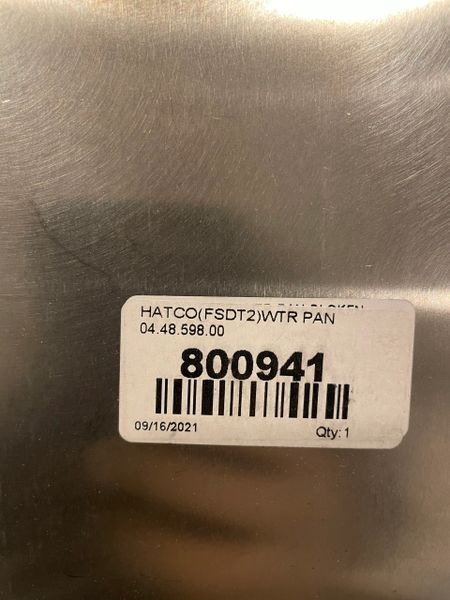 HATCO(FSDT2)WTR PAN
04.48.598.00
800941
09/16/2021 Qty: 1